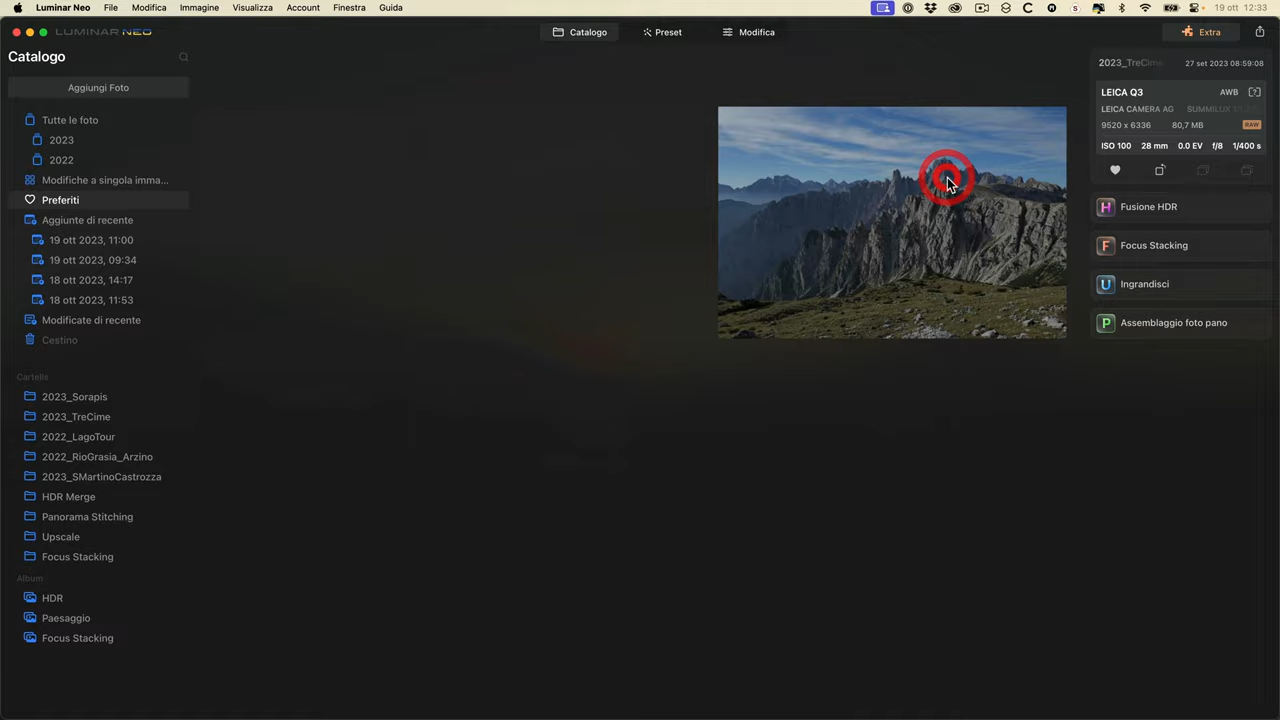 Luminar Neo File Modifica Immagine Visualizza Account Finestra Guida 19 ott 12:33
LUMINAR NEO Catalogo Preset Modifica Extra
Catalogo
Aggiungi Foto
Tutte le foto
2023
2022
Modifiche a singola imma...
Preferiti
Aggiunte di recente
19 ott 2023, 11:00
19 ott 2023, 09:34
18 ott 2023, 14:17
18 ott 2023, 11:53
Modificate di recente
Cestino
Cartelle
2023_Sorapis
2023_TreCime
2022_LagoTour
2022_RioGrasia_Arzino
2023_SMartinoCastrozza
HDR Merge
Panorama Stitching
Upscale
Focus Stacking
Album
HDR
Paesaggio
Focus Stacking
2023_TreCime 27 set 2023 08:59:08
LEICA Q3 AWB
LEICA CAMERA AG SUMMILUX
9520 x 6336 80,7 MB RAW
ISO 100 28 mm 0.0 EV f/8 1/400 s
H Fusione HDR
F Focus Stacking
U Ingrandisci
P Assemblaggio foto pano